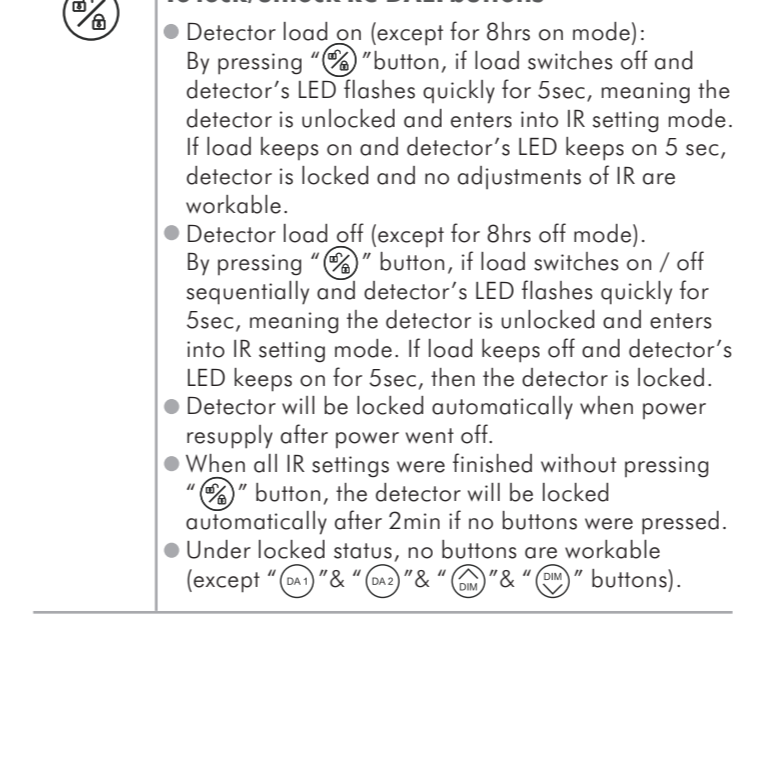 ● Detector load on (except for 8hrs on mode):
By pressing “ ”button, if load switches off and
detector’s LED flashes quickly for 5sec, meaning the
detector is unlocked and enters into IR setting mode.
If load keeps on and detector’s LED keeps on 5 sec,
detector is locked and no adjustments of IR are
workable.
● Detector load off (except for 8hrs off mode).
By pressing “ ” button, if load switches on / off
sequentially and detector’s LED flashes quickly for
5sec, meaning the detector is unlocked and enters
into IR setting mode. If load keeps off and detector’s
LED keeps on for 5sec, then the detector is locked.
● Detector will be locked automatically when power
resupply after power went off.
● When all IR settings were finished without pressing
“ ” button, the detector will be locked
automatically after 2min if no buttons were pressed.
● Under locked status, no buttons are workable
(except “DA 1”& “DA 2”& “DIM”& “DIM” buttons).